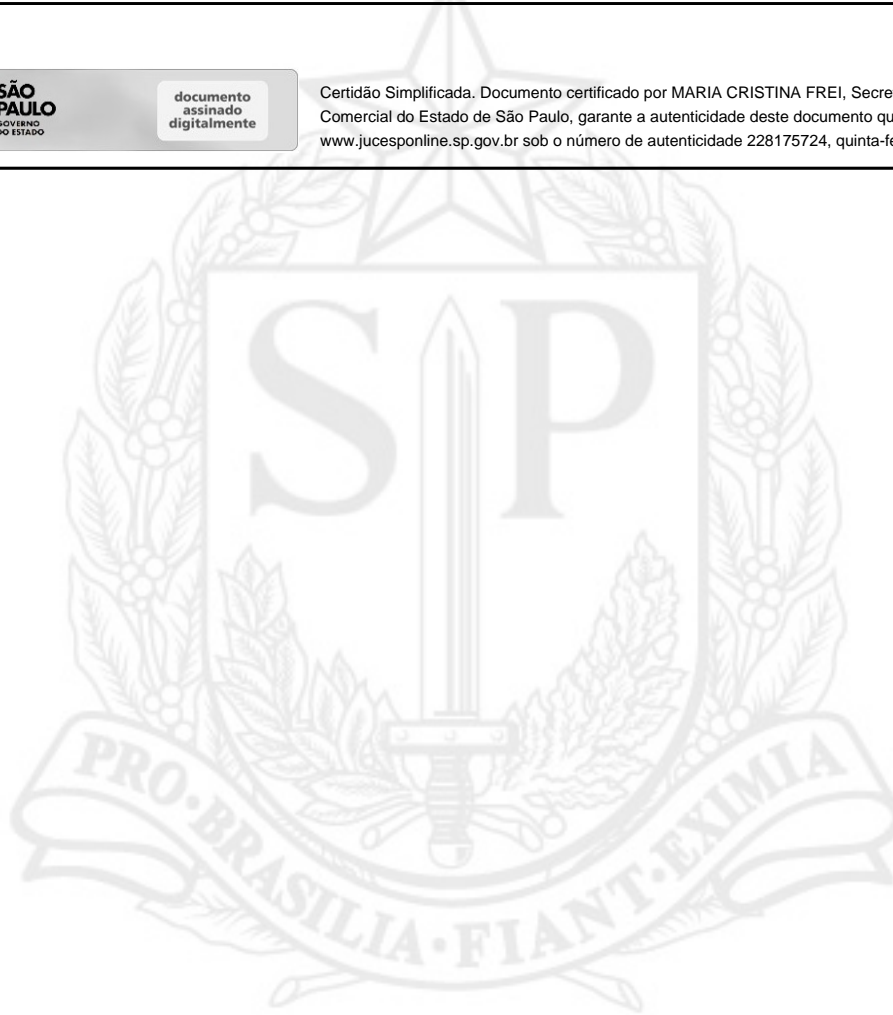 SÃO
PAULO
GOVERNO
DO ESTADO
documento
assinado
digitalmente
Certidão Simplificada. Documento certificado por MARIA CRISTINA FREI, Secre
Comercial do Estado de São Paulo, garante a autenticidade deste documento qu
www.jucesponline.sp.gov.br sob o número de autenticidade 228175724, quinta-fe
S P
PRO·BRASILIA·FIANT·EXIMIA